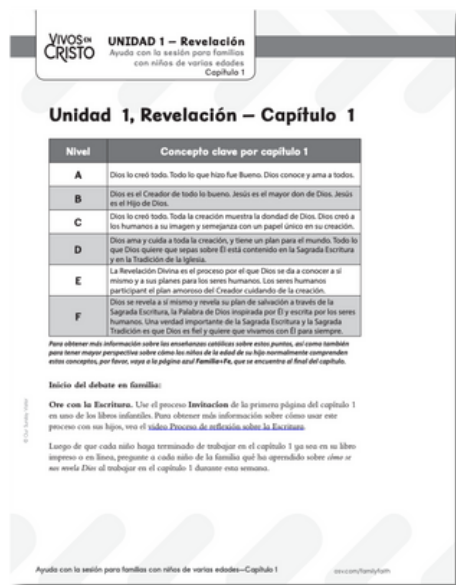 VIVOS EN
CRISTO
UNIDAD 1 — Revelación
Ayuda con la sesión para familias
con niños de varias edades
Capítulo 1
Unidad 1, Revelación — Capítulo 1
Nivel Concepto clave por capítulo 1
A Dios lo creó todo. Todo lo que hizo fue Bueno. Dios conoce y ama a todos.
B Dios es el Creador de todo lo bueno. Jesús es el mayor don de Dios. Jesús
es el Hijo de Dios.
C Dios lo creó todo. Toda la creación muestra la dondad de Dios. Dios creó a
los humanos a su imagen y semejanza con un papel único en su creación.
D Dios ama y cuida a toda la creación, y tiene un plan para el mundo. Todo lo
que Dios quiere que sepas sobre Él está contenido en la Sagrada Escritura
y en la Tradición de la Iglesia.
E La Revelación Divina es el proceso por el que Dios se da a conocer a sí
mismo y a sus planes para los seres humanos. Los seres humanos
participant el plan amoroso del Creador cuidando de la creación.
F Dios se revela a sí mismo y revela su plan de salvación a través de la
Sagrada Escritura, la Palabra de Dios inspirada por Él y escrita por los seres
humanos. Una verdad importante de la Sagrada Escritura y la Sagrada
Tradición es que Dios es fiel y quiere que vivamos con Él para siempre.
Para obtener más información sobre las enseñanzas católicas sobre estos puntos, así como también
para tener mayor perspectiva sobre cómo los niños de la edad de su hijo normalmente comprenden
estos conceptos, por favor, vaya a la página azul Familia+Fe, que se encuentra al final del capítulo.
Inicio del debate en familia:
Ore con la Escritura. Use el proceso Invitación de la primera página del capítulo 1
en uno de los libros infantiles. Para obtener más información sobre cómo usar este
proceso con sus hijos, vea el video Proceso de reflexión sobre la Escritura.
Luego de que cada niño haya terminado de trabajar en el capítulo 1 ya sea en su libro
impreso o en línea, pregunte a cada niño de la familia qué ha aprendido sobre cómo se
nos revela Dios al trabajar en el capítulo 1 durante esta semana.
© Our Sunday Visitor
Ayuda con la sesión para familias con niños de varias edades—Capítulo 1
osv.com/familyfaith